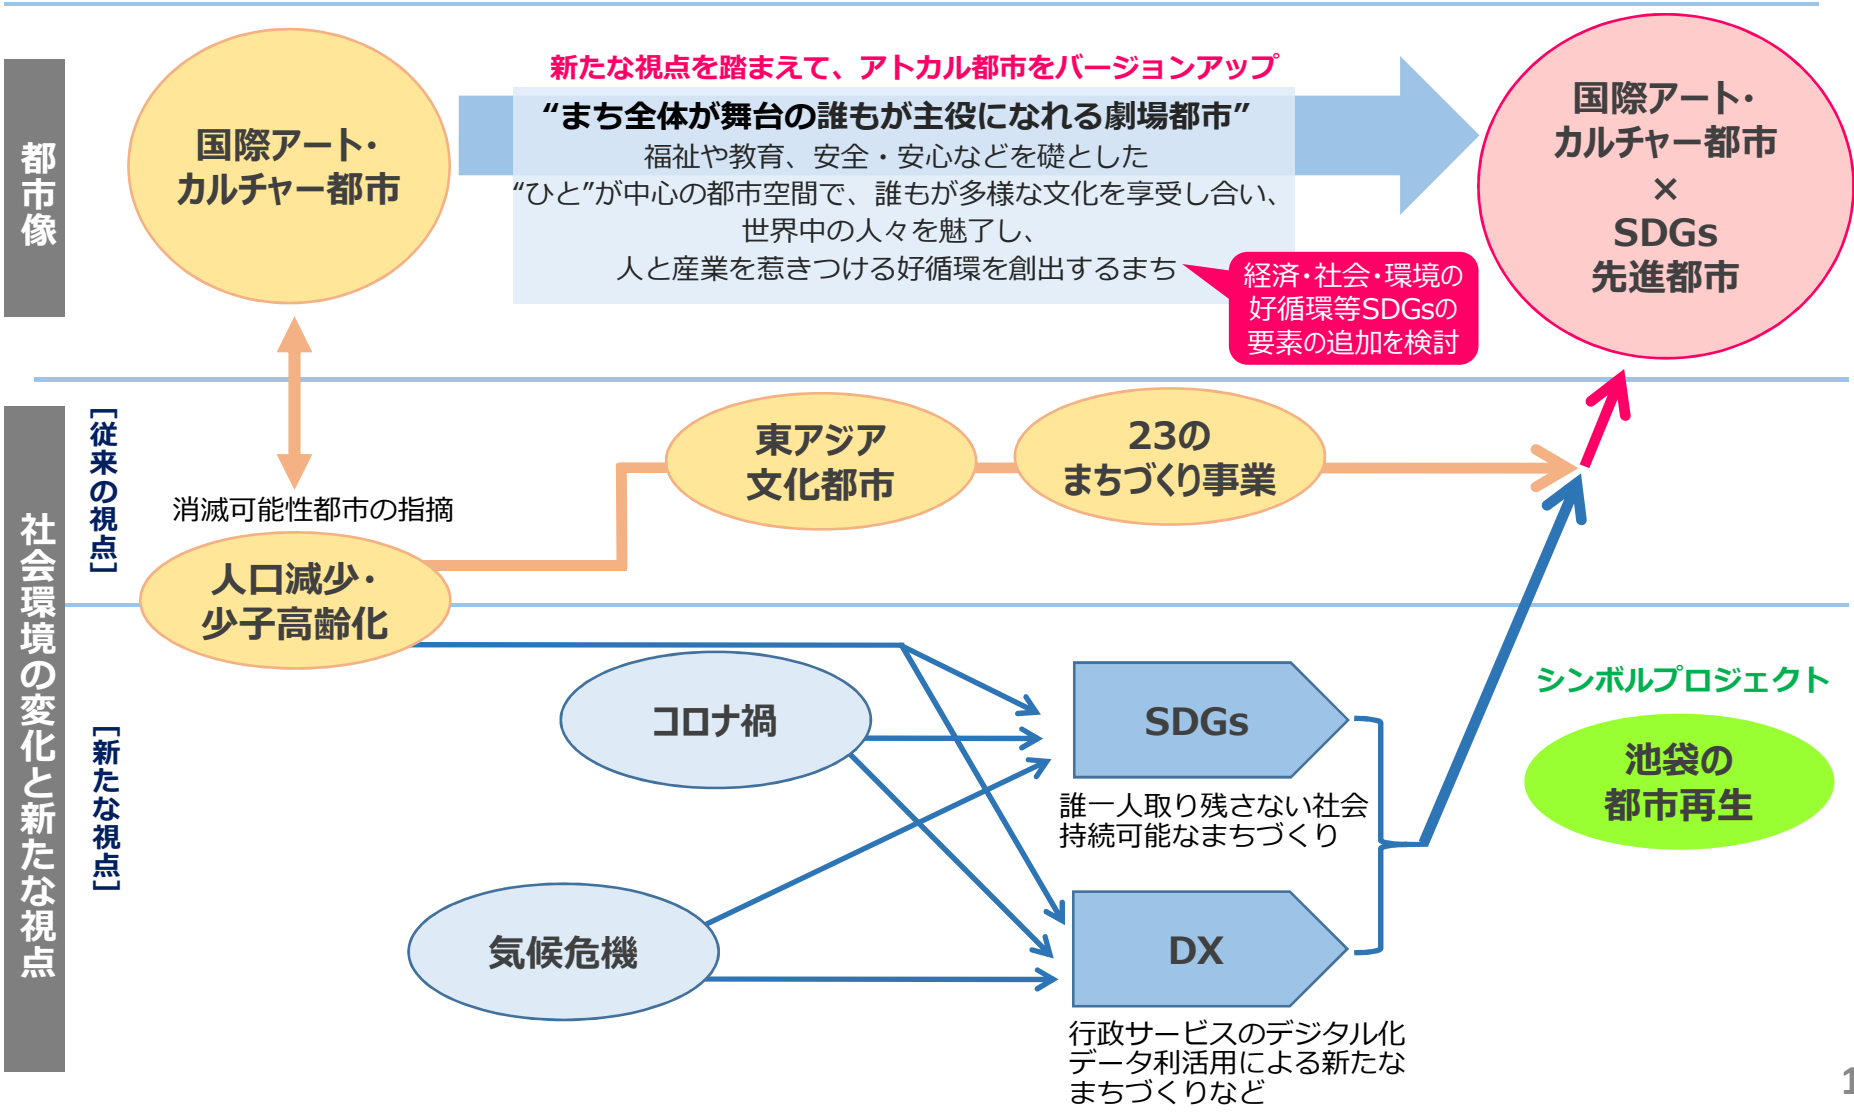 都市像
国際アート・
カルチャー都市
新たな視点を踏まえて、アトカル都市をバージョンアップ
“まち全体が舞台の誰もが主役になれる劇場都市”
福祉や教育、安全・安心などを礎とした
“ひと”が中心の都市空間で、誰もが多様な文化を享受し合い、
世界中の人々を魅了し、
人と産業を惹きつける好循環を創出するまち
経済・社会・環境の
好循環等SDGsの
要素の追加を検討
国際アート・
カルチャー都市
×
SDGs
先進都市
社会環境の変化と新たな視点
[従来の視点]
消滅可能性都市の指摘
人口減少・
少子高齢化
東アジア
文化都市
23の
まちづくり事業
[新たな視点]
コロナ禍
気候危機
SDGs
誰一人取り残さない社会
持続可能なまちづくり
DX
行政サービスのデジタル化
データ利活用による新たな
まちづくりなど
シンボルプロジェクト
池袋の
都市再生
1